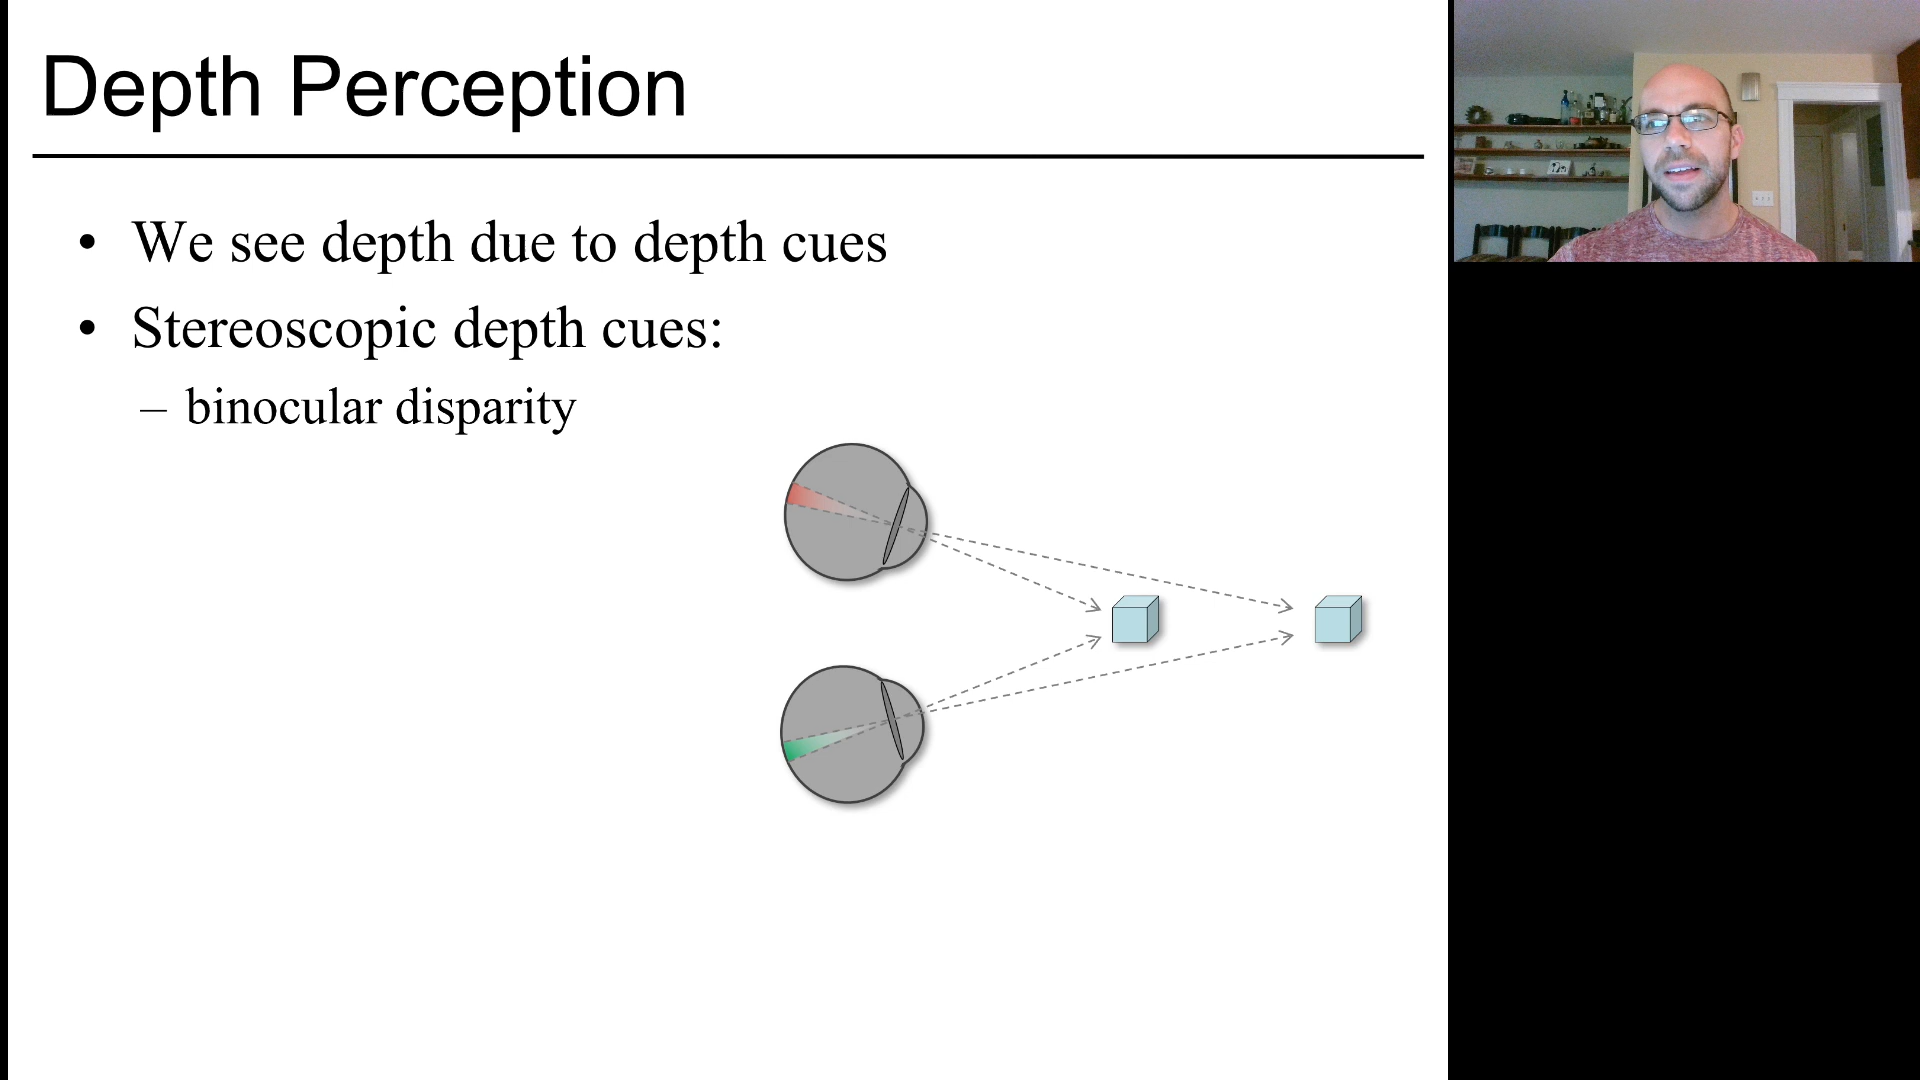 Depth Perception
• We see depth due to depth cues
• Stereoscopic depth cues:
– binocular disparity